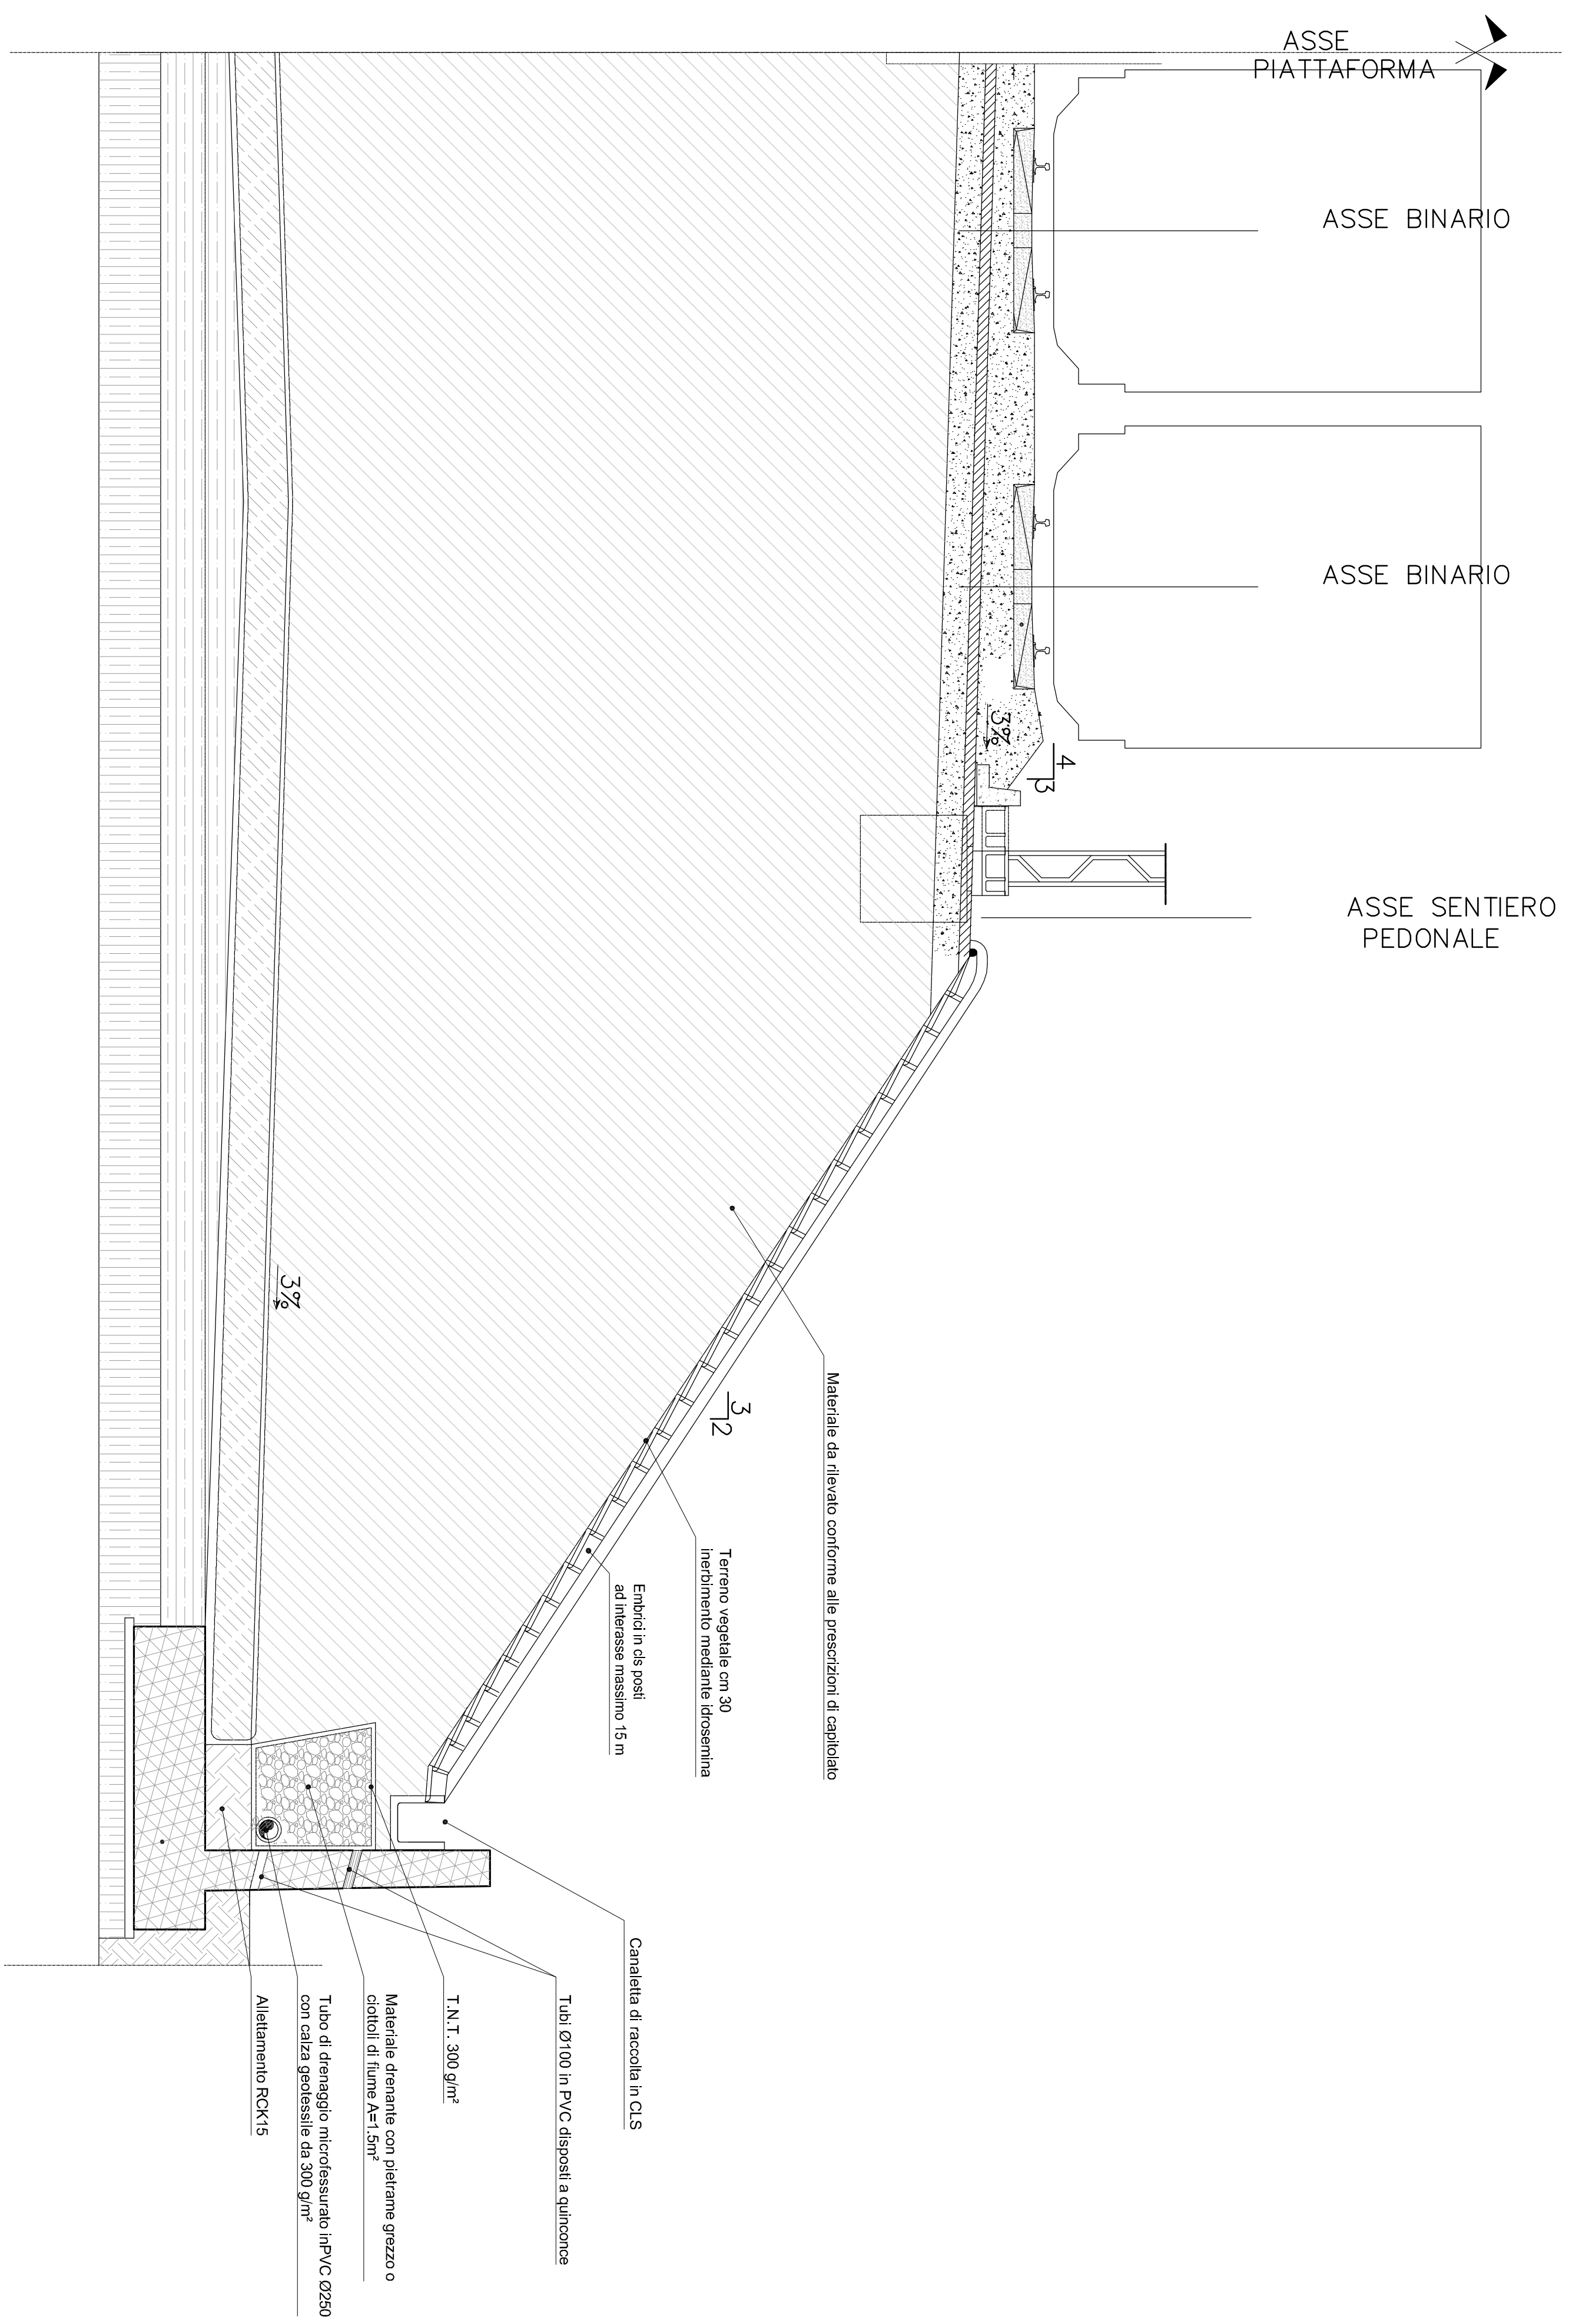 ASSE
PIATTAFORMA
ASSE BINARIO
ASSE BINARIO
3%
4
3
ASSE SENTIERO
PEDONALE
3%
3
2
Materiale da rilevato conforme alle prescrizioni di capitolato
Terreno vegetale cm 30
inerbimento mediante idrosemina
Embrici in cls posti
ad interasse massimo 15 m
Canaletta di raccolta in CLS
Tubi Ø100 in PVC disposti a quinconce
T.N.T. 300 g/m²
Materiale drenante con pietrame grezzo o
ciottoli di fiume A=1.5m²
Tubo di drenaggio microfessurato inPVC Ø250
con calza geotessile da 300 g/m²
Allettamento RCK15